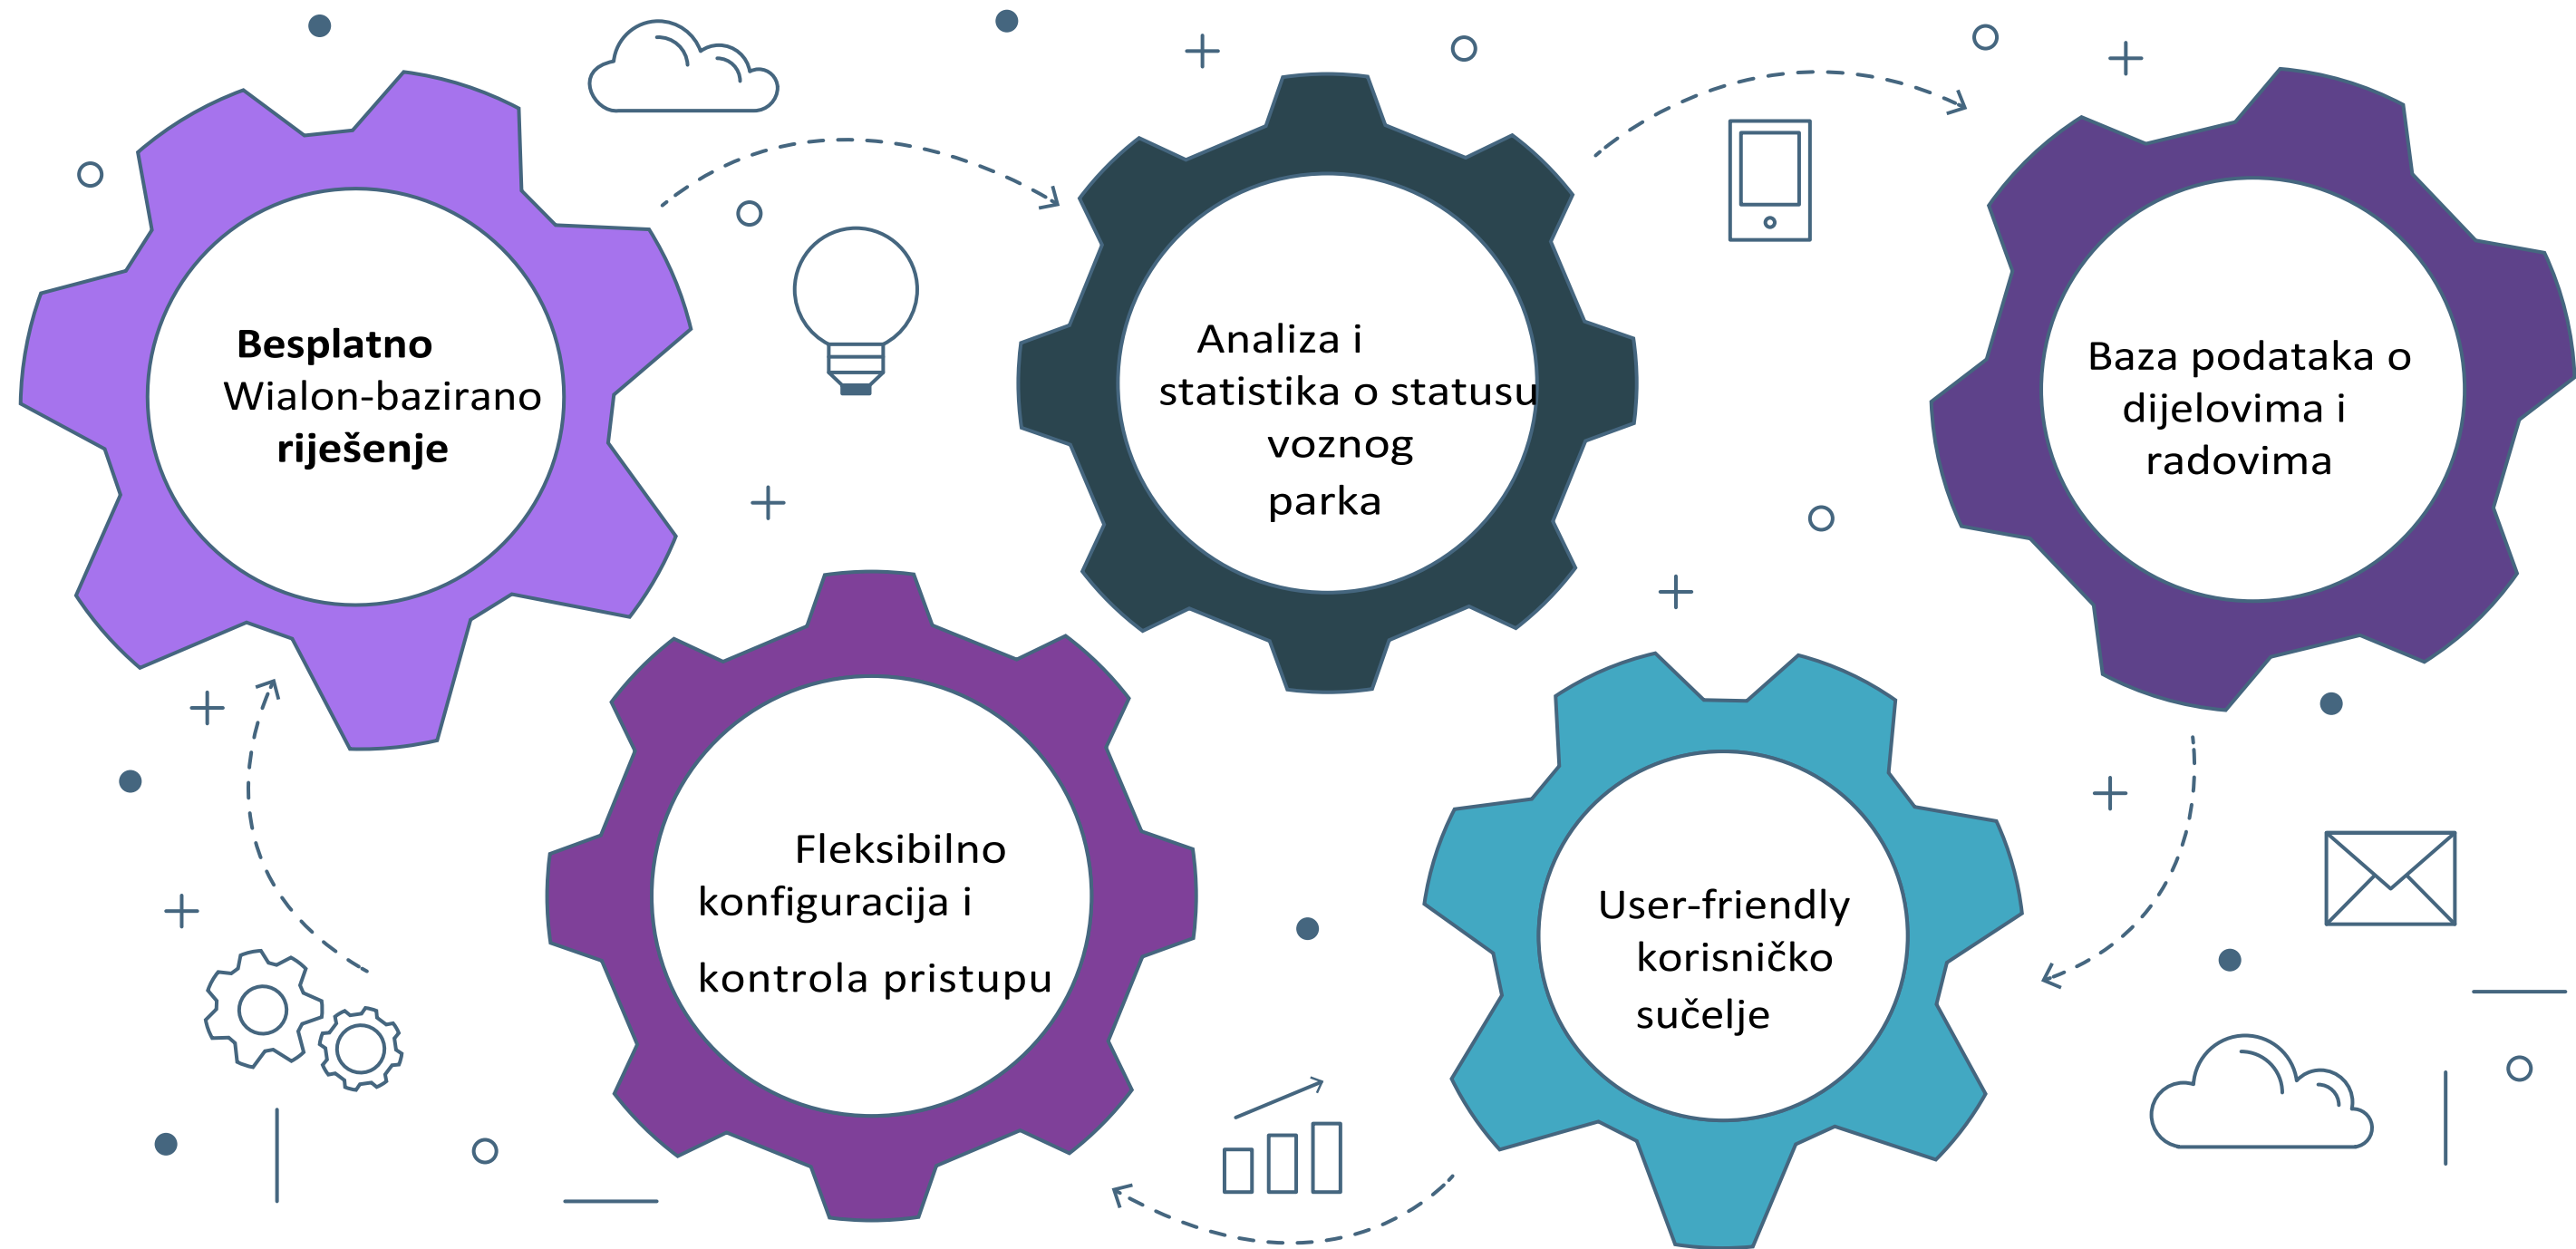 Besplatno
Wialon-bazirano
riješenje
Analiza i
statistika o statusu
voznog
parka
Baza podataka o
dijelovima i
radovima
Fleksibilno
konfiguracija i
kontrola pristupu
User-friendly
korisničko
sučelje